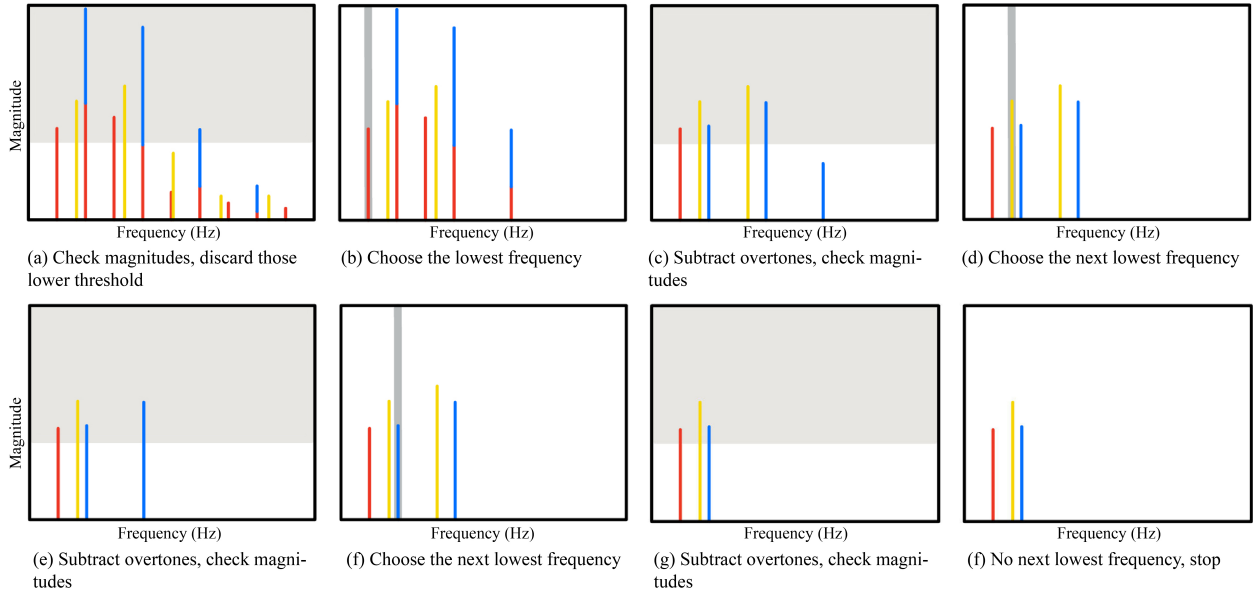 Magnitude
Frequency (Hz)
Frequency (Hz)
Frequency (Hz)
Frequency (Hz)
(a) Check magnitudes, discard those
lower threshold
(b) Choose the lowest frequency
(c) Subtract overtones, check magni-
tudes
(d) Choose the next lowest frequency
Magnitude
Frequency (Hz)
Frequency (Hz)
Frequency (Hz)
Frequency (Hz)
(e) Subtract overtones, check magni-
tudes
(f) Choose the next lowest frequency
(g) Subtract overtones, check magni-
tudes
(f) No next lowest frequency, stop